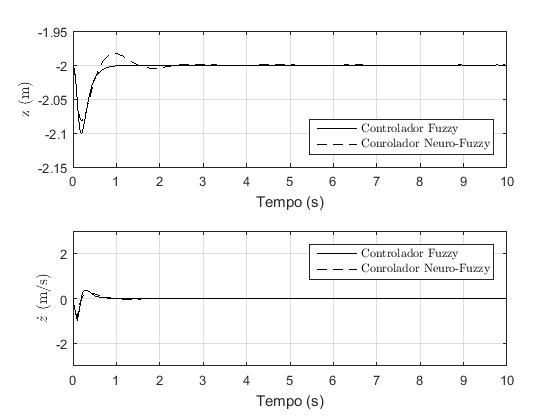 -1.95
-2
-2.05
-2.1
-2.15
z (m)
Controlador Fuzzy
Conrolador Neuro-Fuzzy
0 1 2 3 4 5 6 7 8 9 10
Tempo (s)
2
0
-2
ż (m/s)
Controlador Fuzzy
Conrolador Neuro-Fuzzy
0 1 2 3 4 5 6 7 8 9 10
Tempo (s)